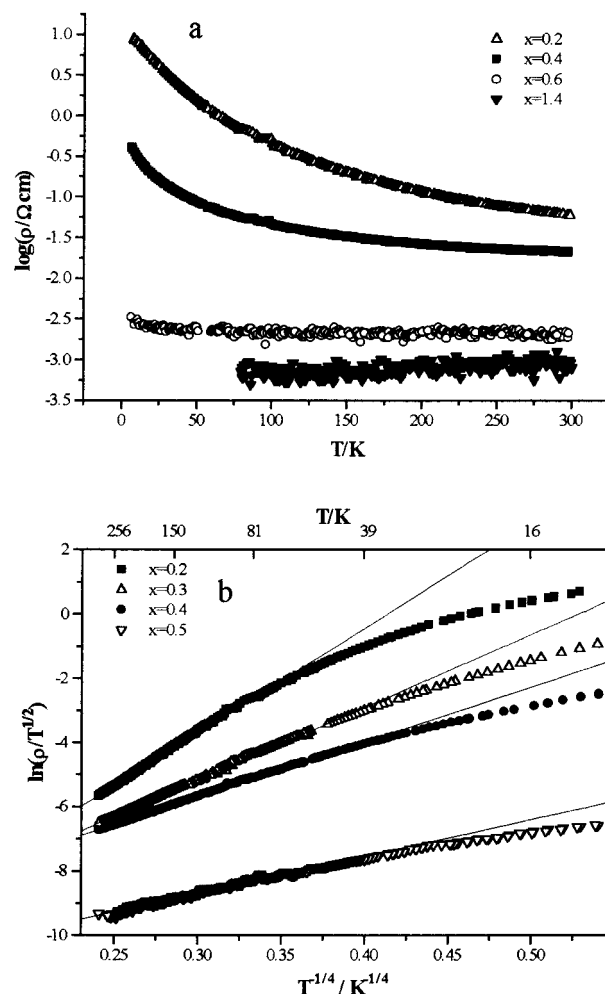 a
x=0.2
x=0.4
x=0.6
x=1.4
log(ρ/Ω cm)
1.0
0.5
0.0
-0.5
-1.0
-1.5
-2.0
-2.5
-3.0
-3.5
0 50 100 150 200 250 300
T/K
T/K
256 150 81 39 16
b
x=0.2
x=0.3
x=0.4
x=0.5
ln(ρ/T^1/2)
2
0
-2
-4
-6
-8
-10
0.25 0.30 0.35 0.40 0.45 0.50
T^-1/4 / K^-1/4